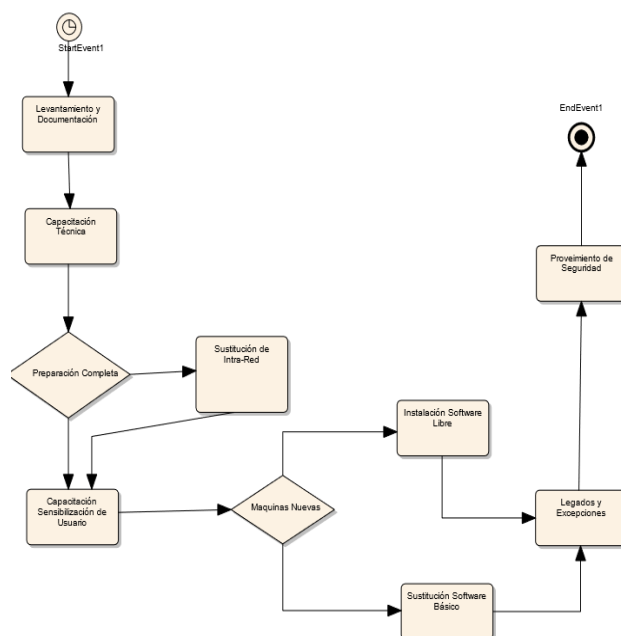 StartEvent1
Levantamiento y
Documentación
Capacitación
Técnica
Preparación Completa
Sustitución de
Intra-Red
Capacitación
Sensibilización de
Usuario
Maquinas Nuevas
Instalación Software
Libre
Sustitución Software
Básico
Legados y
Excepciones
Proveimiento de
Seguridad
EndEvent1